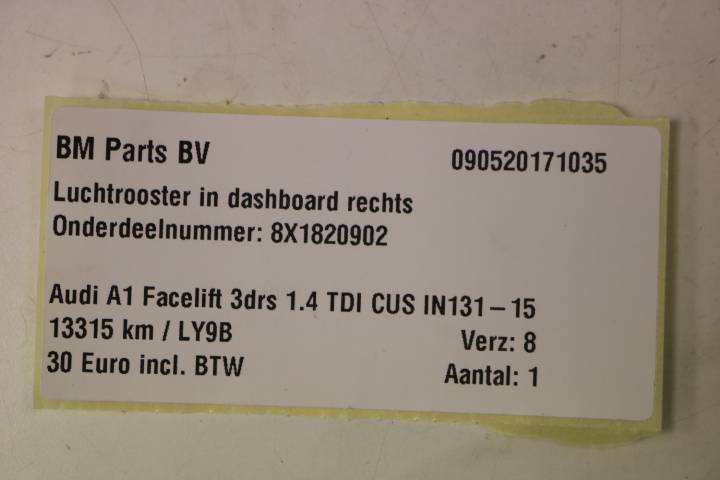 BM Parts BV 090520171035
Luchtrooster in dashboard rechts
Onderdeelnummer: 8X1820902
Audi A1 Facelift 3drs 1.4 TDI CUS IN131-15
13315 km / LY9B Verz: 8
30 Euro incl. BTW Aantal: 1